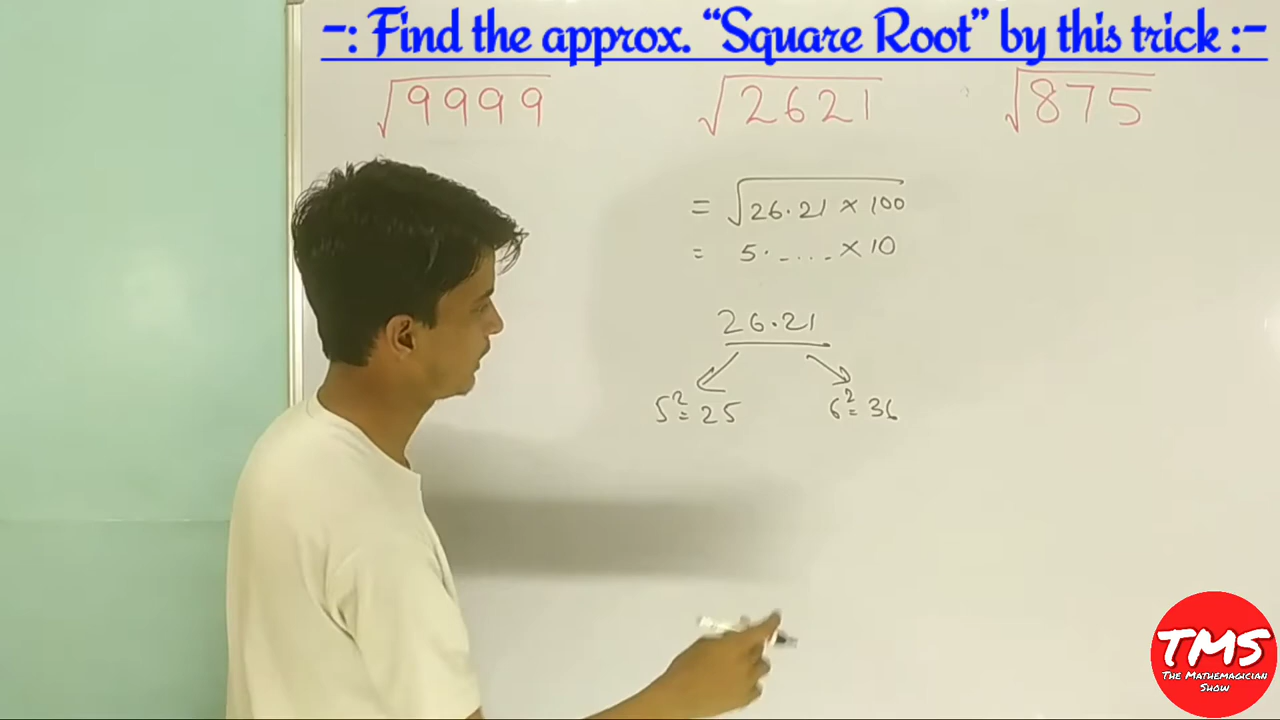 -: Find the approx. “Square Root” by this trick :-
√9999 √2621 √875
= √26.21 × 100
= 5. _ . . . _ × 10
26.21
5² = 25 6² = 36
TMS
THE MATHEMAGICIAN
SHOW